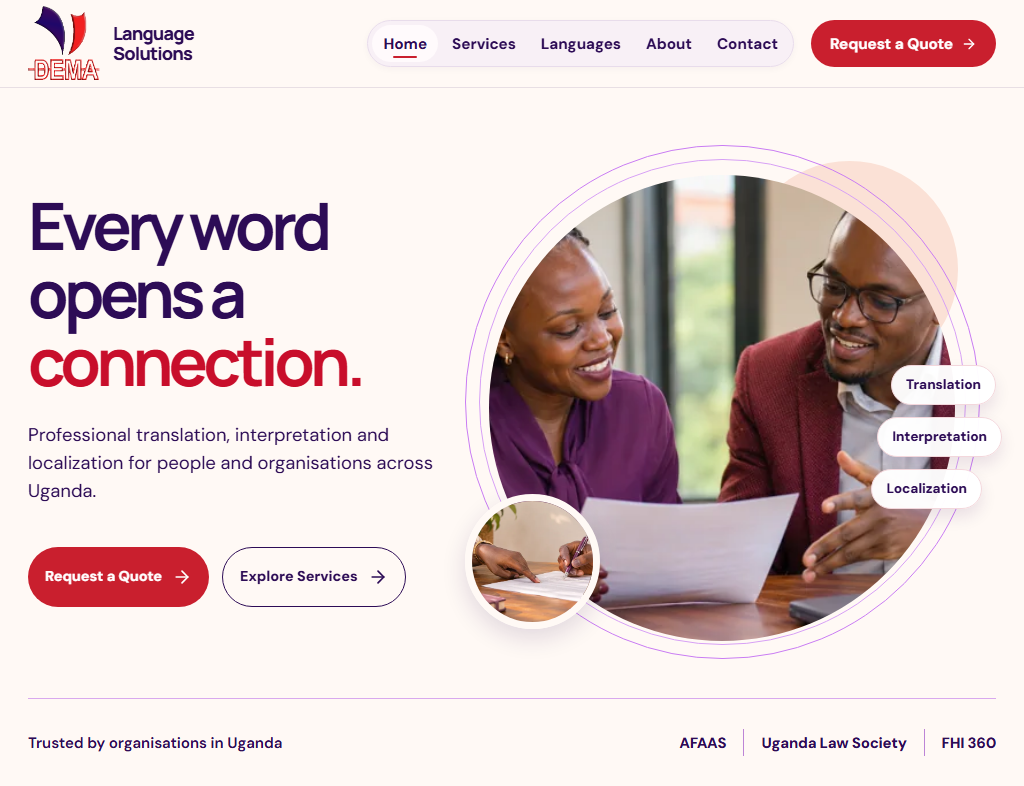 DEMA
Language
Solutions
Home
Services
Languages
About
Contact
Request a Quote
Every word
opens a
connection.
Professional translation, interpretation and
localization for people and organisations across
Uganda.
Request a Quote
Explore Services
Translation
Interpretation
Localization
Trusted by organisations in Uganda
AFAAS
Uganda Law Society
FHI 360